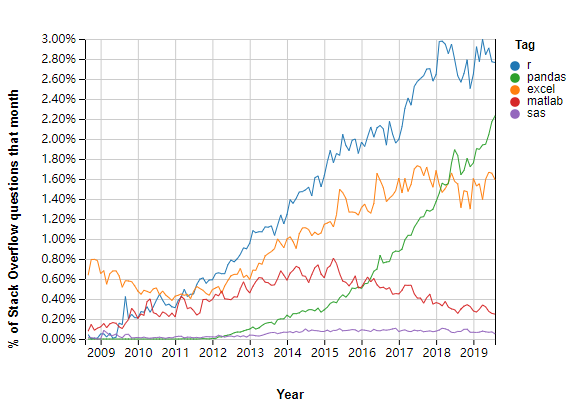 % of Stack Overflow questions that month
3.00%
2.80%
2.60%
2.40%
2.20%
2.00%
1.80%
1.60%
1.40%
1.20%
1.00%
0.80%
0.60%
0.40%
0.20%
0.00%
2009 2010 2011 2012 2013 2014 2015 2016 2017 2018 2019
Year
Tag
r
pandas
excel
matlab
sas